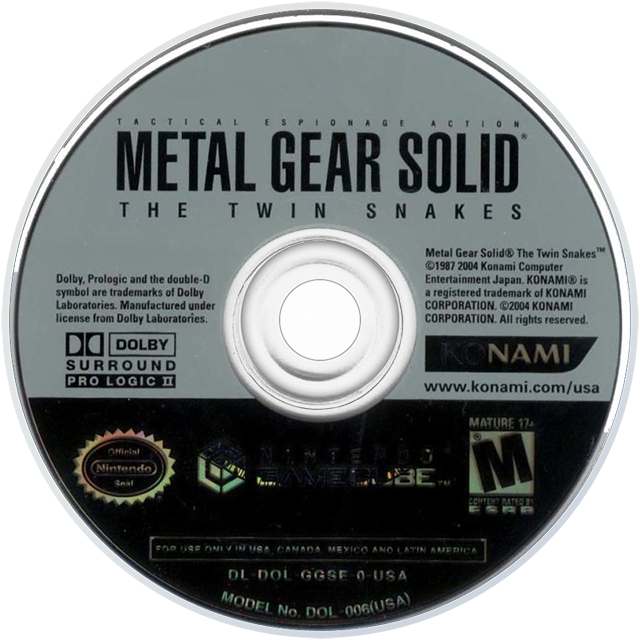 TACTICAL ESPIONAGE ACTION
METAL GEAR SOLID®
THE TWIN SNAKES
Dolby, Prologic and the double-D
symbol are trademarks of Dolby
Laboratories. Manufactured under
license from Dolby Laboratories.
DOLBY
SURROUND
PRO LOGIC II
Metal Gear Solid® The Twin Snakes™
©1987 2004 Konami Computer
Entertainment Japan. KONAMI® is
a registered trademark of KONAMI
CORPORATION. ©2004 KONAMI
CORPORATION. All rights reserved.
KONAMI
www.konami.com/usa
Official
Nintendo
Seal
NINTENDO
GAMECUBE™
MATURE 17+
M
CONTENT RATED BY
ESRB
FOR USE ONLY IN USA, CANADA, MEXICO AND LATIN AMERICA
DL-DOL-GGSE-0-USA
MODEL No. DOL-006(USA)